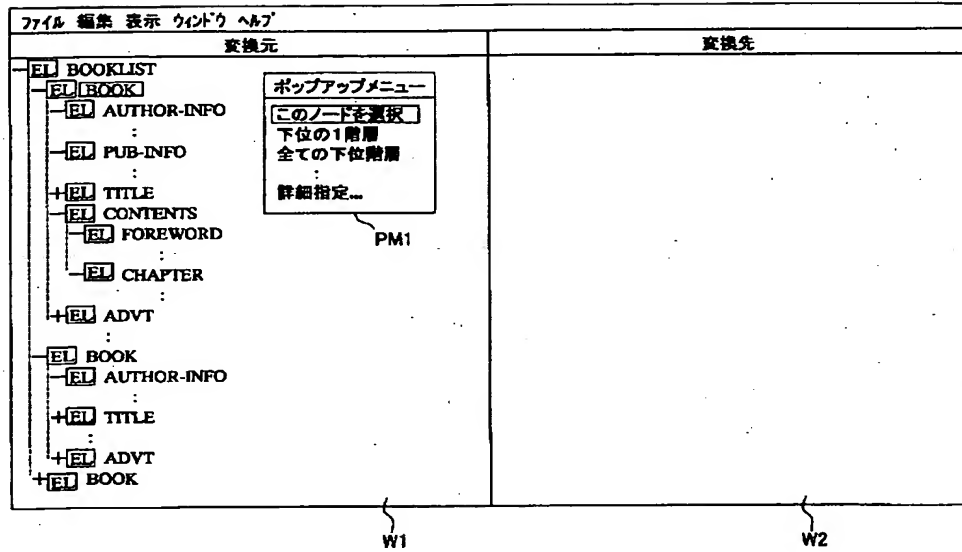 ファイル 編集 表示 ウィンドウ ヘルプ
変換元
変換先
EL BOOKLIST
EL BOOK
EL AUTHOR-INFO
EL PUB-INFO
EL TITLE
EL CONTENTS
EL FOREWORD
EL CHAPTER
EL ADVT
EL BOOK
EL AUTHOR-INFO
EL TITLE
EL ADVT
EL BOOK
ポップアップメニュー
このノードを選択
下位の1階層
全ての下位階層
詳細指定...
PM1
W1
W2